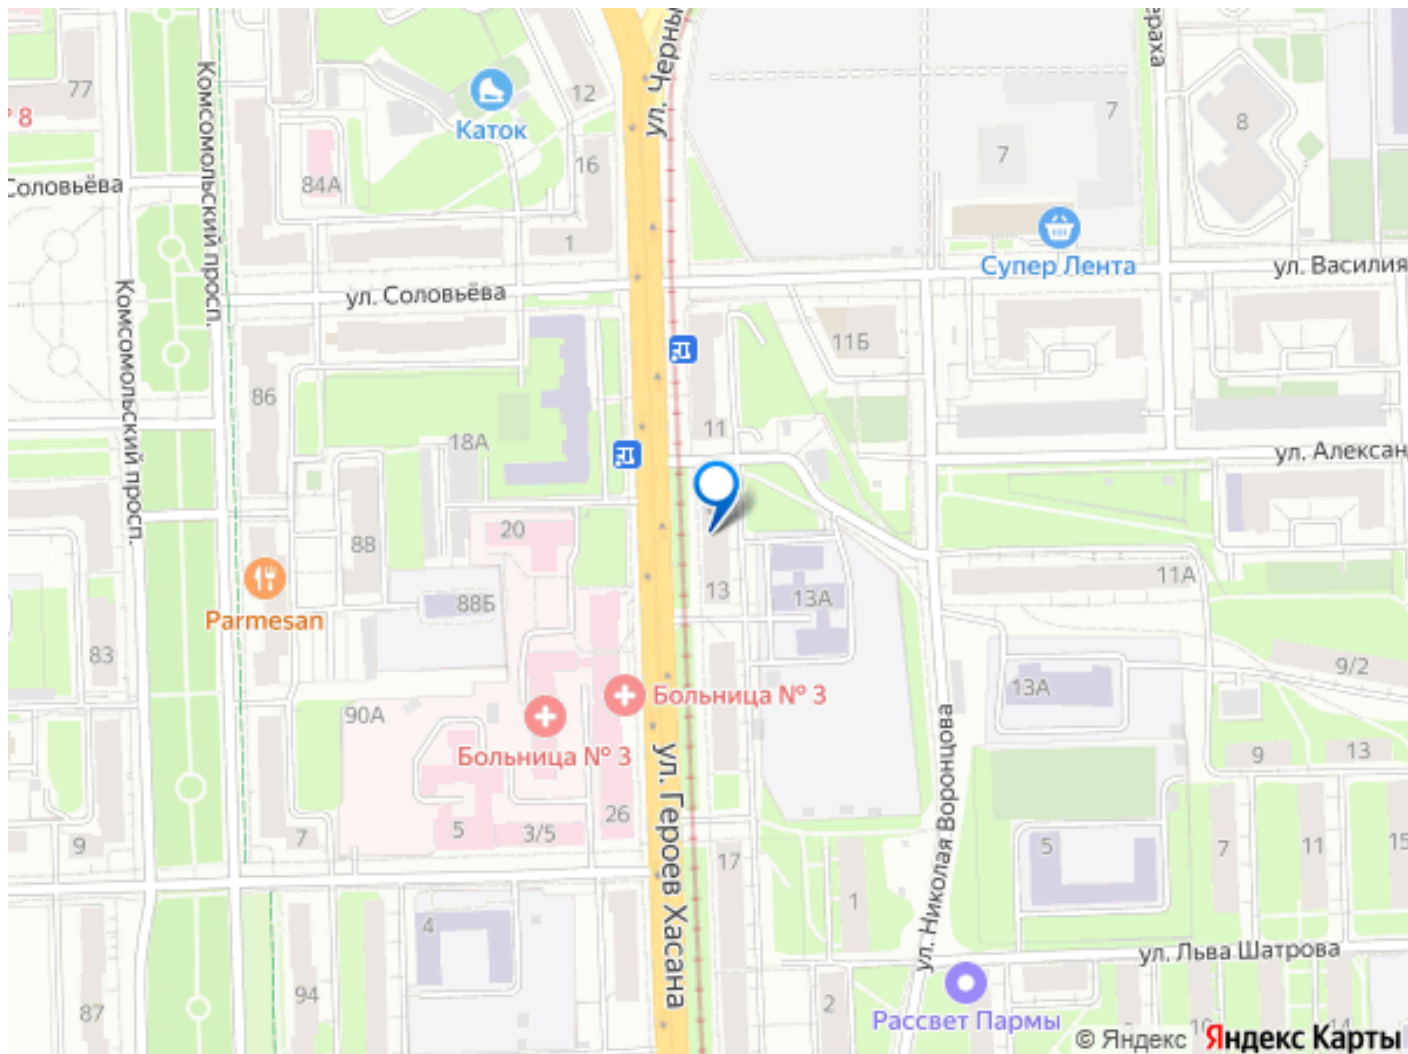 77
№ 8
Соловьёва
Комсомольский просп.
84А
Каток
12
16
1
ул. Черны
7
7
8
Супер Лента
ул. Василия
ул. Соловьёва
Комсомольский просп.
86
18А
11Б
11
ул. Алексан
20
88
88Б
Parmesan
83
13
13А
11А
9/2
13А
9
13
Больница № 3
Больница № 3
90А
ул. Героев Хасана
ул. Николая Воронцова
9
7
5
3/5
26
17
5
7
11
15
1
4
ул. Льва Шатрова
87
94
2
Рассвет Пармы
© Яндекс Яндекс Карты